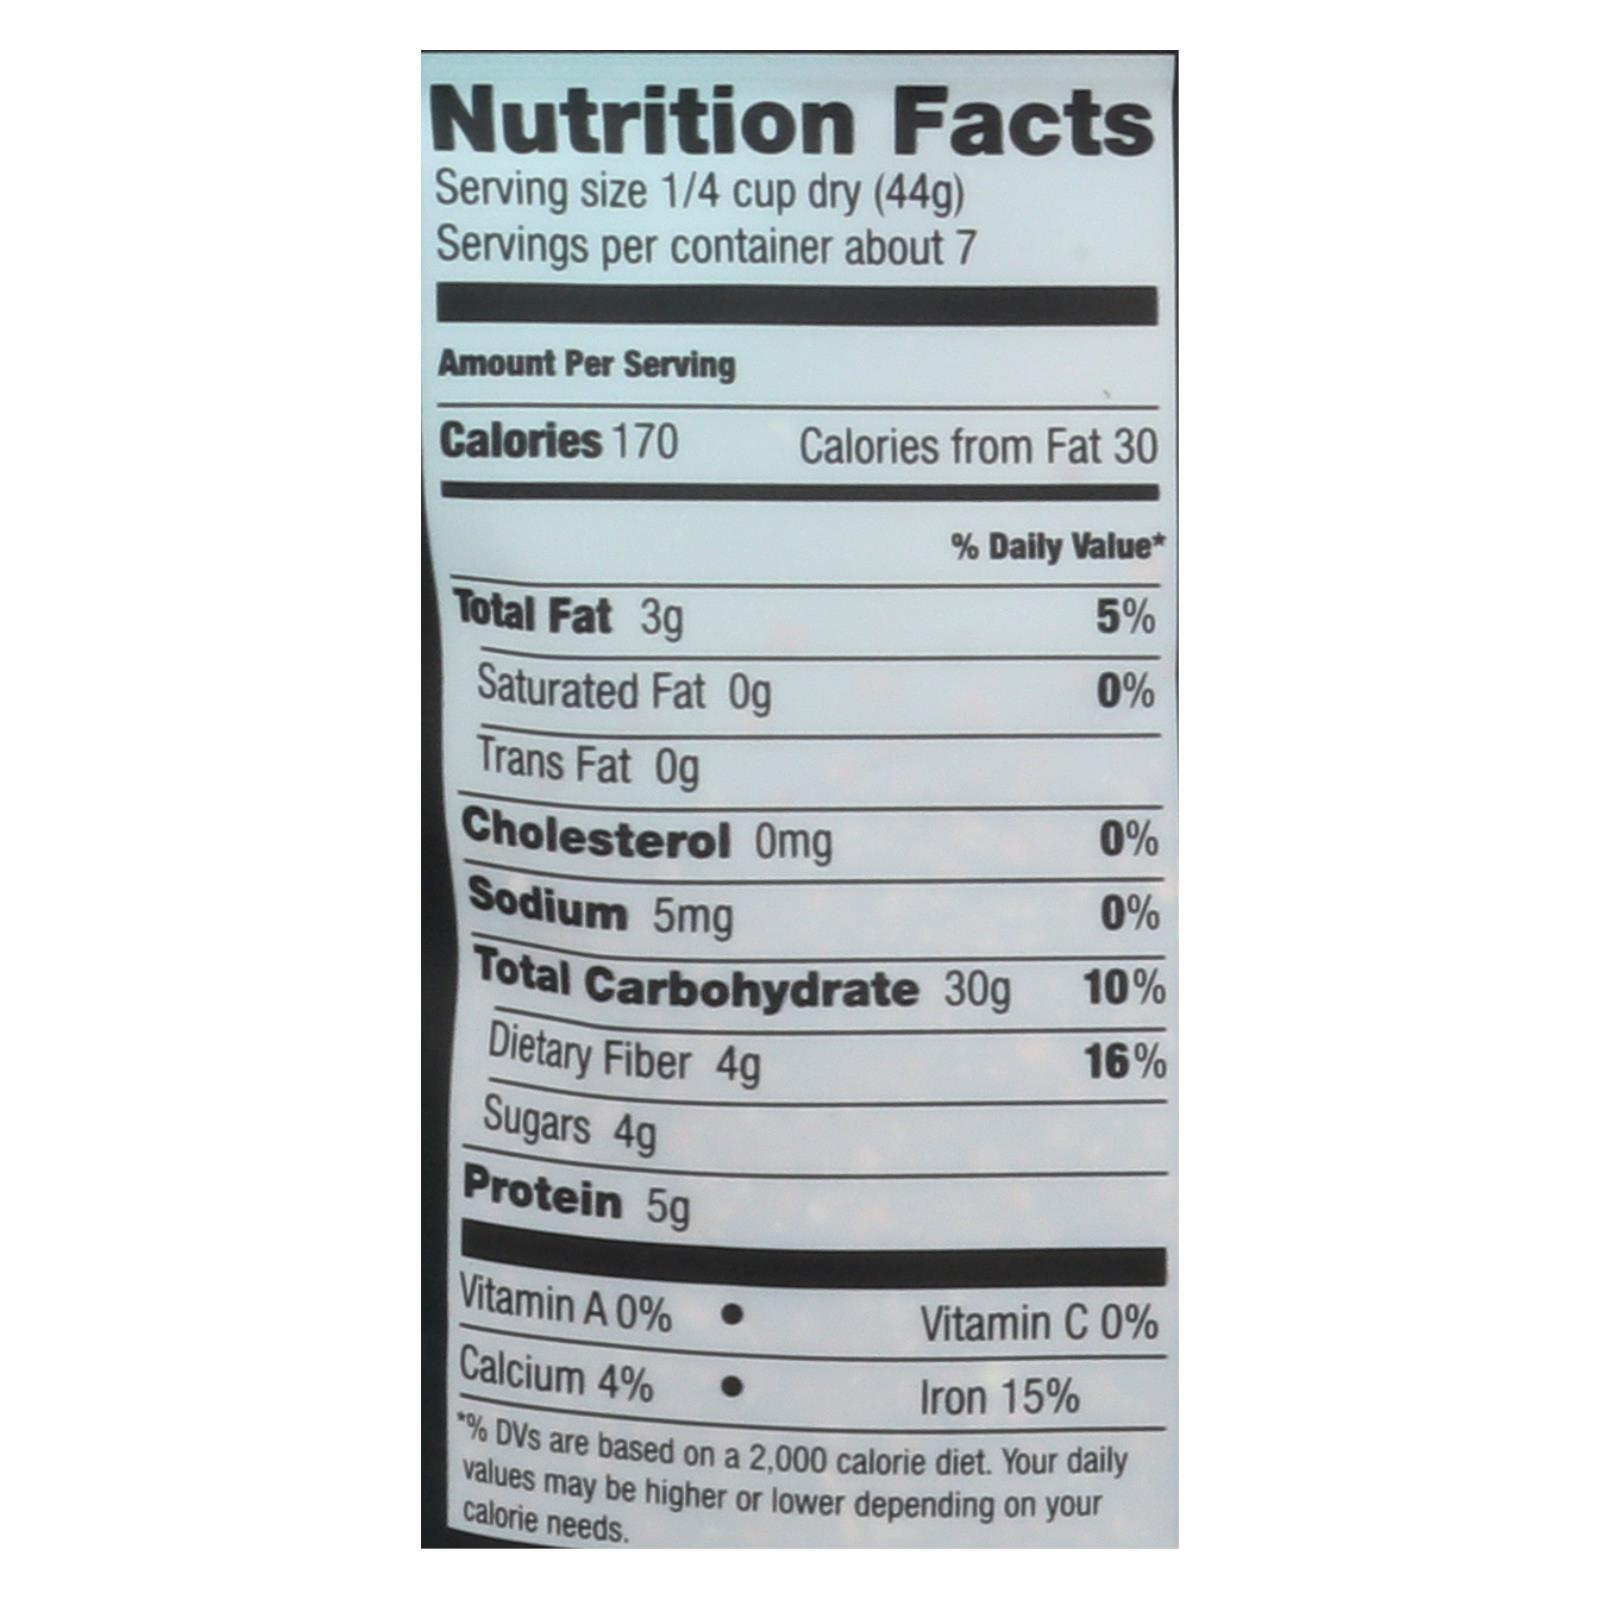 Nutrition Facts
Serving size 1/4 cup dry (44g)
Servings per container about 7
Amount Per Serving
Calories 170 Calories from Fat 30
% Daily Value*
Total Fat 3g 5%
Saturated Fat 0g 0%
Trans Fat 0g
Cholesterol 0mg 0%
Sodium 5mg 0%
Total Carbohydrate 30g 10%
Dietary Fiber 4g 16%
Sugars 4g
Protein 5g
Vitamin A 0% • Vitamin C 0%
Calcium 4% • Iron 15%
*% DVs are based on a 2,000 calorie diet. Your daily
values may be higher or lower depending on your
calorie needs.